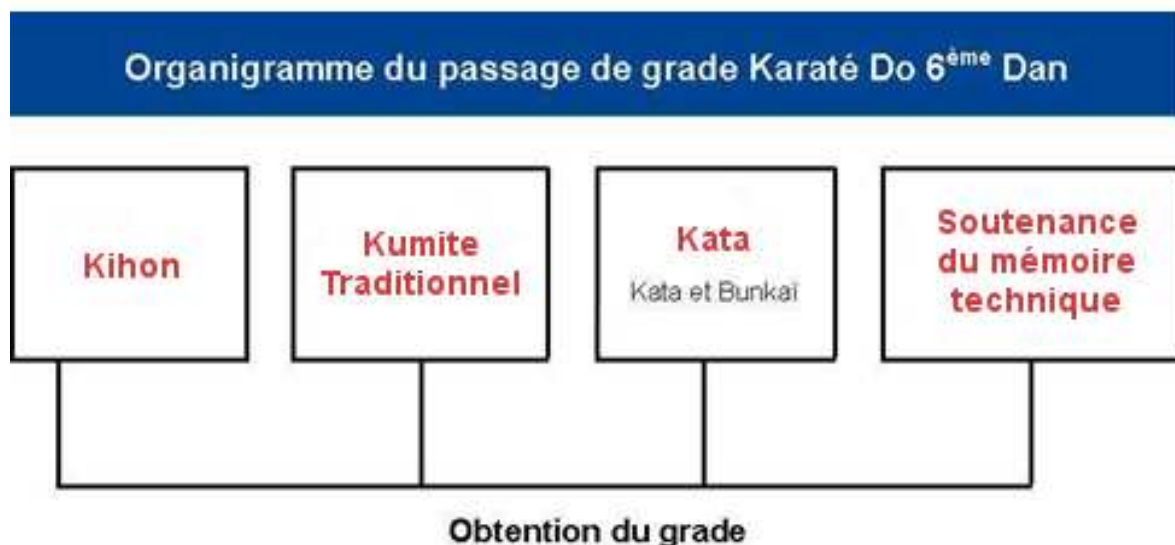 Organigramme du passage de grade Karaté Do 6ème Dan
Kihon
Kumite
Traditionnel
Kata
Kata et Bunkaï
Soutenance
du mémoire
technique
Obtention du grade